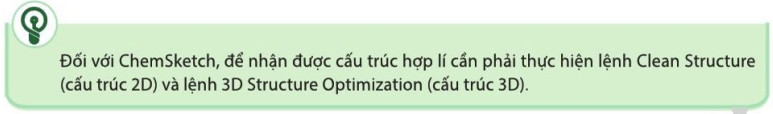 Đối với ChemSketch, để nhận được cấu trúc hợp lí cần phải thực hiện lệnh Clean Structure
(cấu trúc 2D) và lệnh 3D Structure Optimization (cấu trúc 3D).